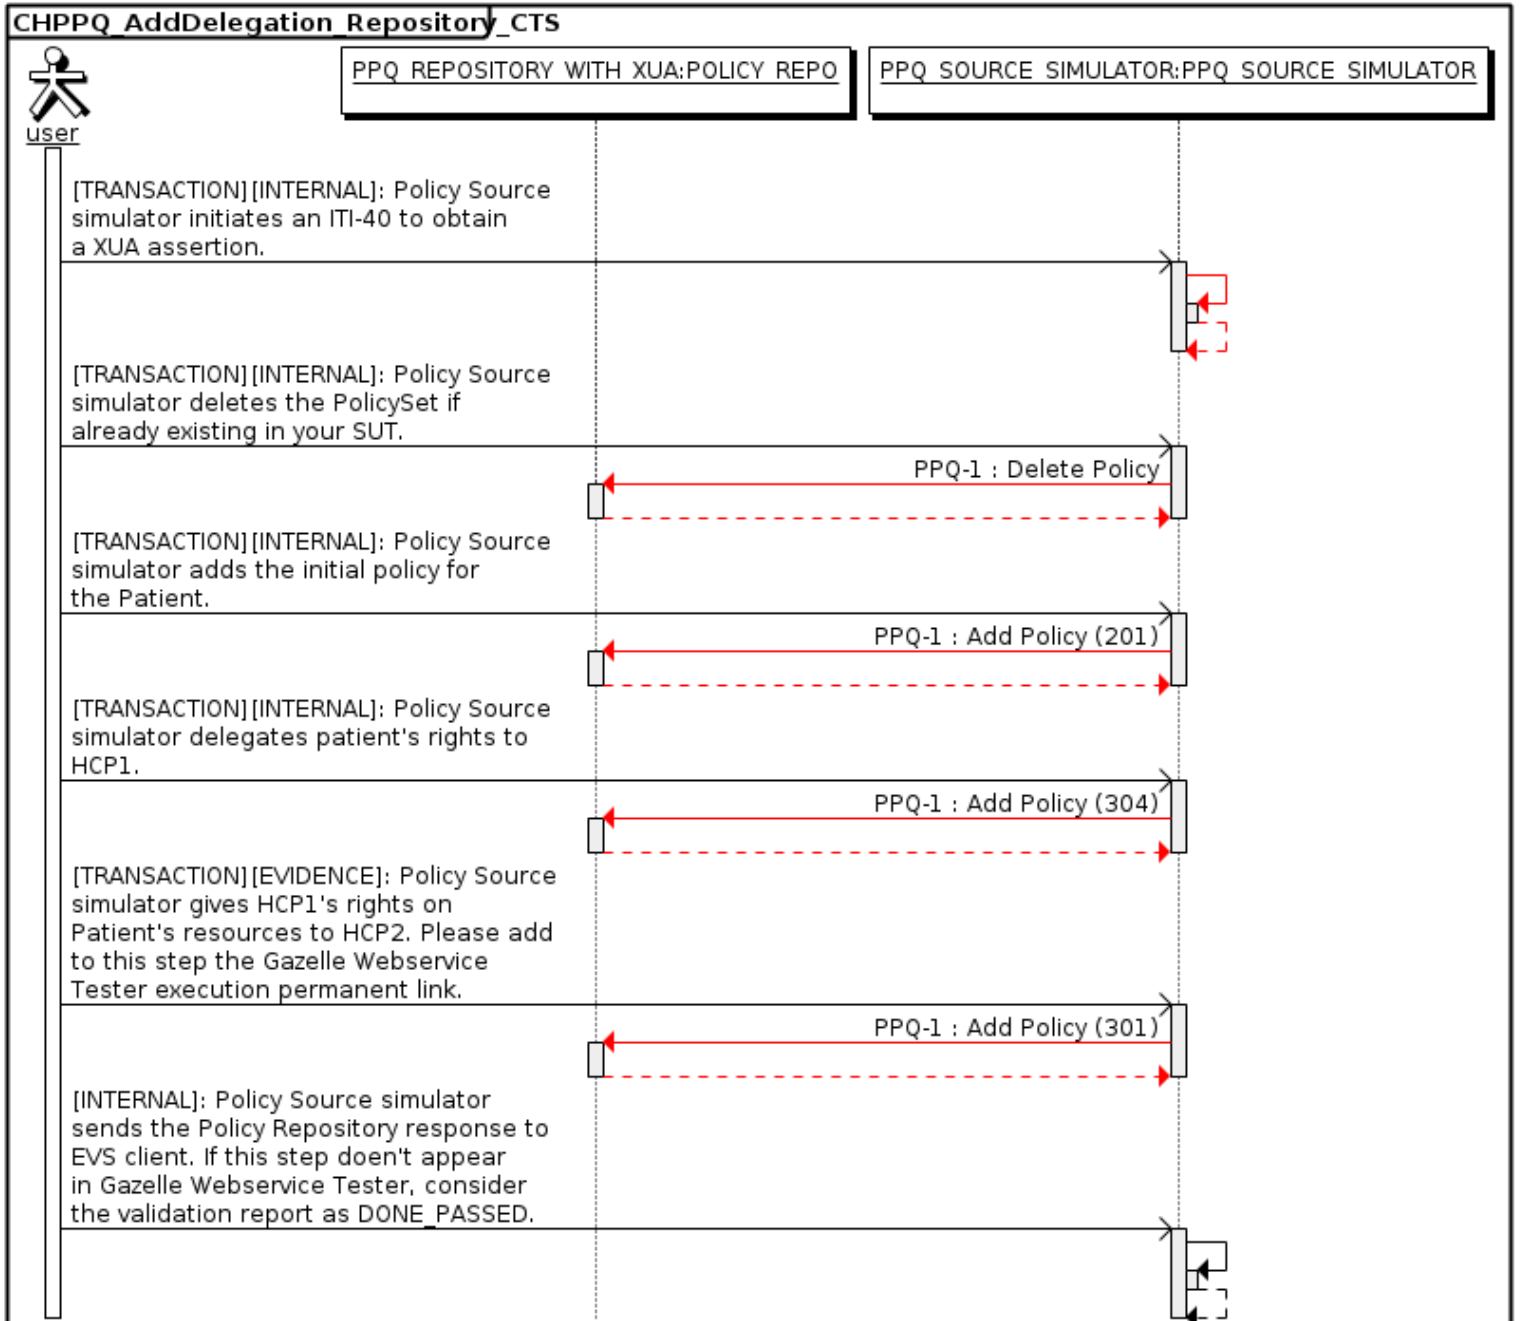 CHPPQ_AddDelegation_Repository_CTS
user
PPQ_REPOSITORY_WITH_XUA:POLICY_REPO
PPQ_SOURCE_SIMULATOR:PPQ_SOURCE_SIMULATOR
[TRANSACTION][INTERNAL]: Policy Source
simulator initiates an ITI-40 to obtain
a XUA assertion.
[TRANSACTION][INTERNAL]: Policy Source
simulator deletes the PolicySet if
already existing in your SUT.
PPQ-1 : Delete Policy
[TRANSACTION][INTERNAL]: Policy Source
simulator adds the initial policy for
the Patient.
PPQ-1 : Add Policy (201)
[TRANSACTION][INTERNAL]: Policy Source
simulator delegates patient's rights to
HCP1.
PPQ-1 : Add Policy (304)
[TRANSACTION][EVIDENCE]: Policy Source
simulator gives HCP1's rights on
Patient's resources to HCP2. Please add
to this step the Gazelle Webservice
Tester execution permanent link.
PPQ-1 : Add Policy (301)
[INTERNAL]: Policy Source simulator
sends the Policy Repository response to
EVS client. If this step doen't appear
in Gazelle Webservice Tester, consider
the validation report as DONE_PASSED.